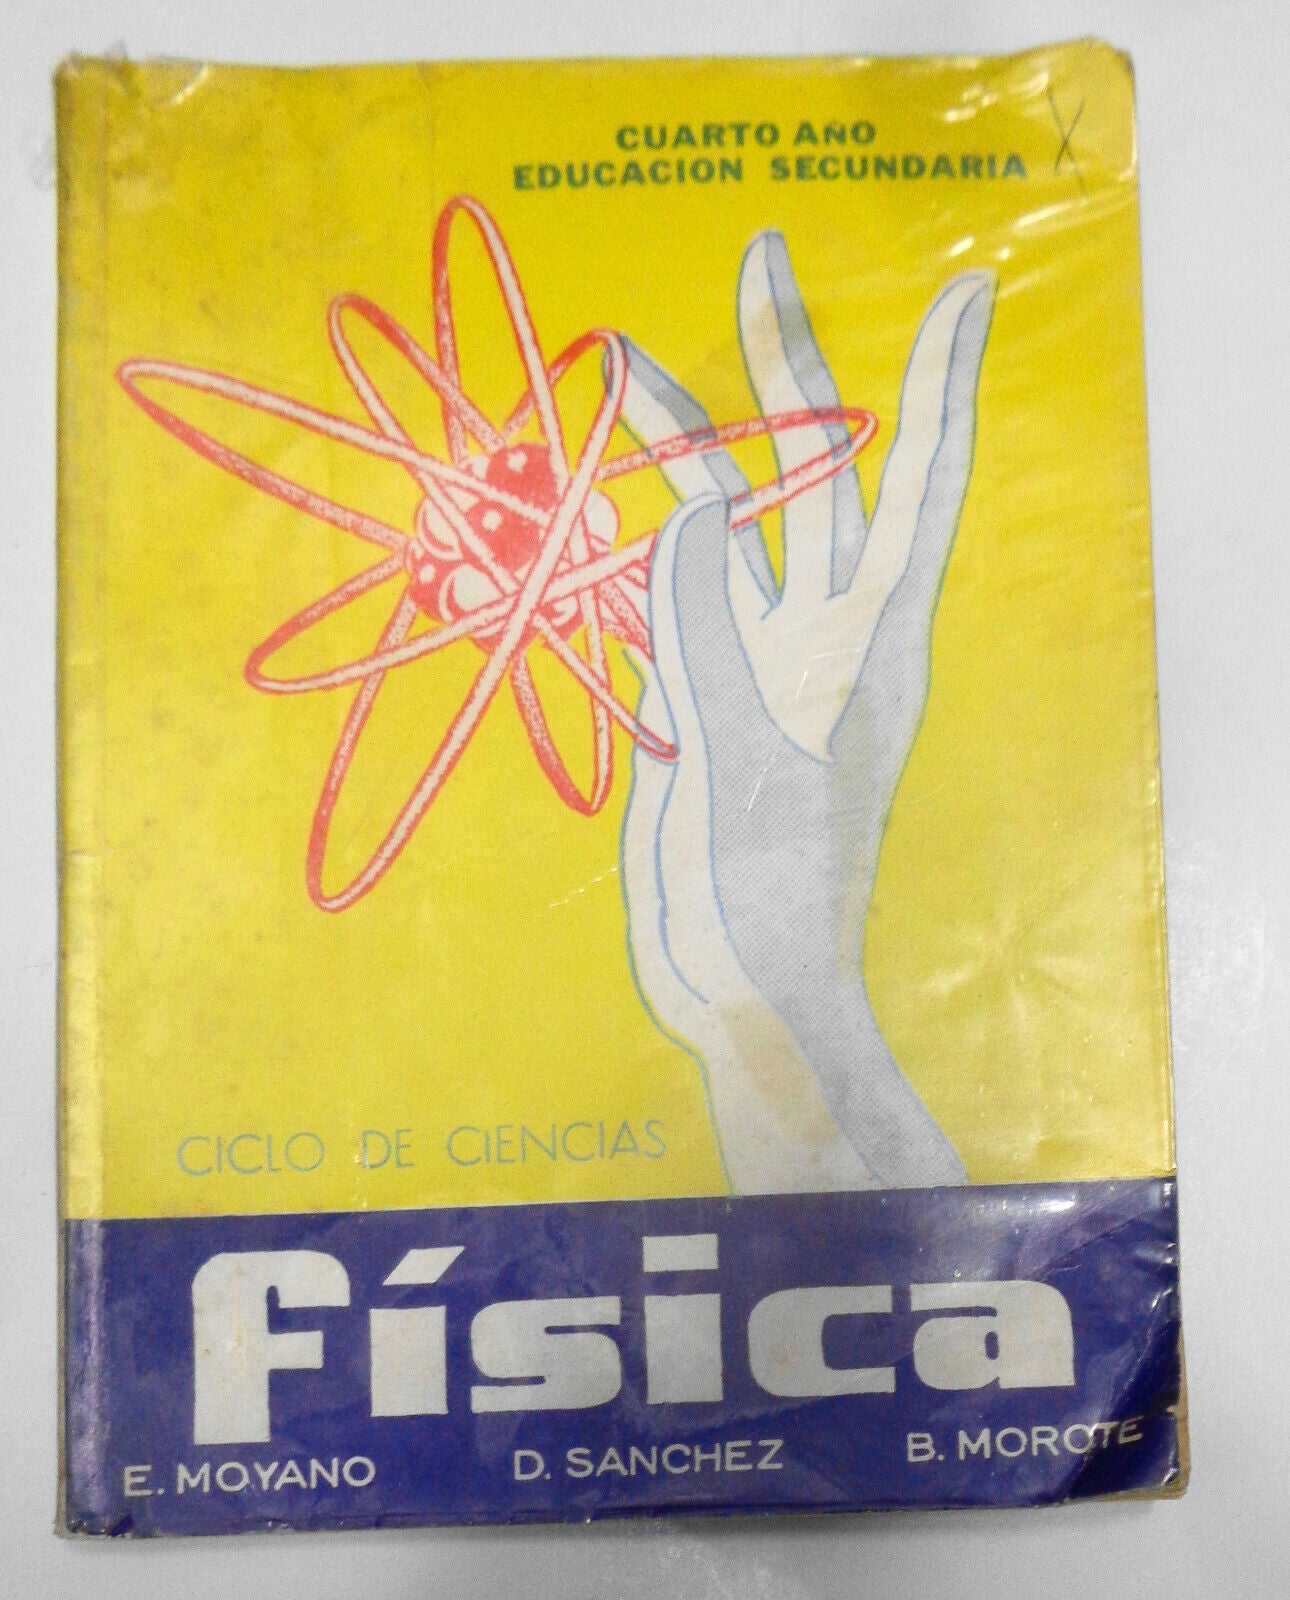 CUARTO AÑO
EDUCACION SECUNDARIA
CICLO DE CIENCIAS
física
E. MOYANO D. SANCHEZ B. MOROTE